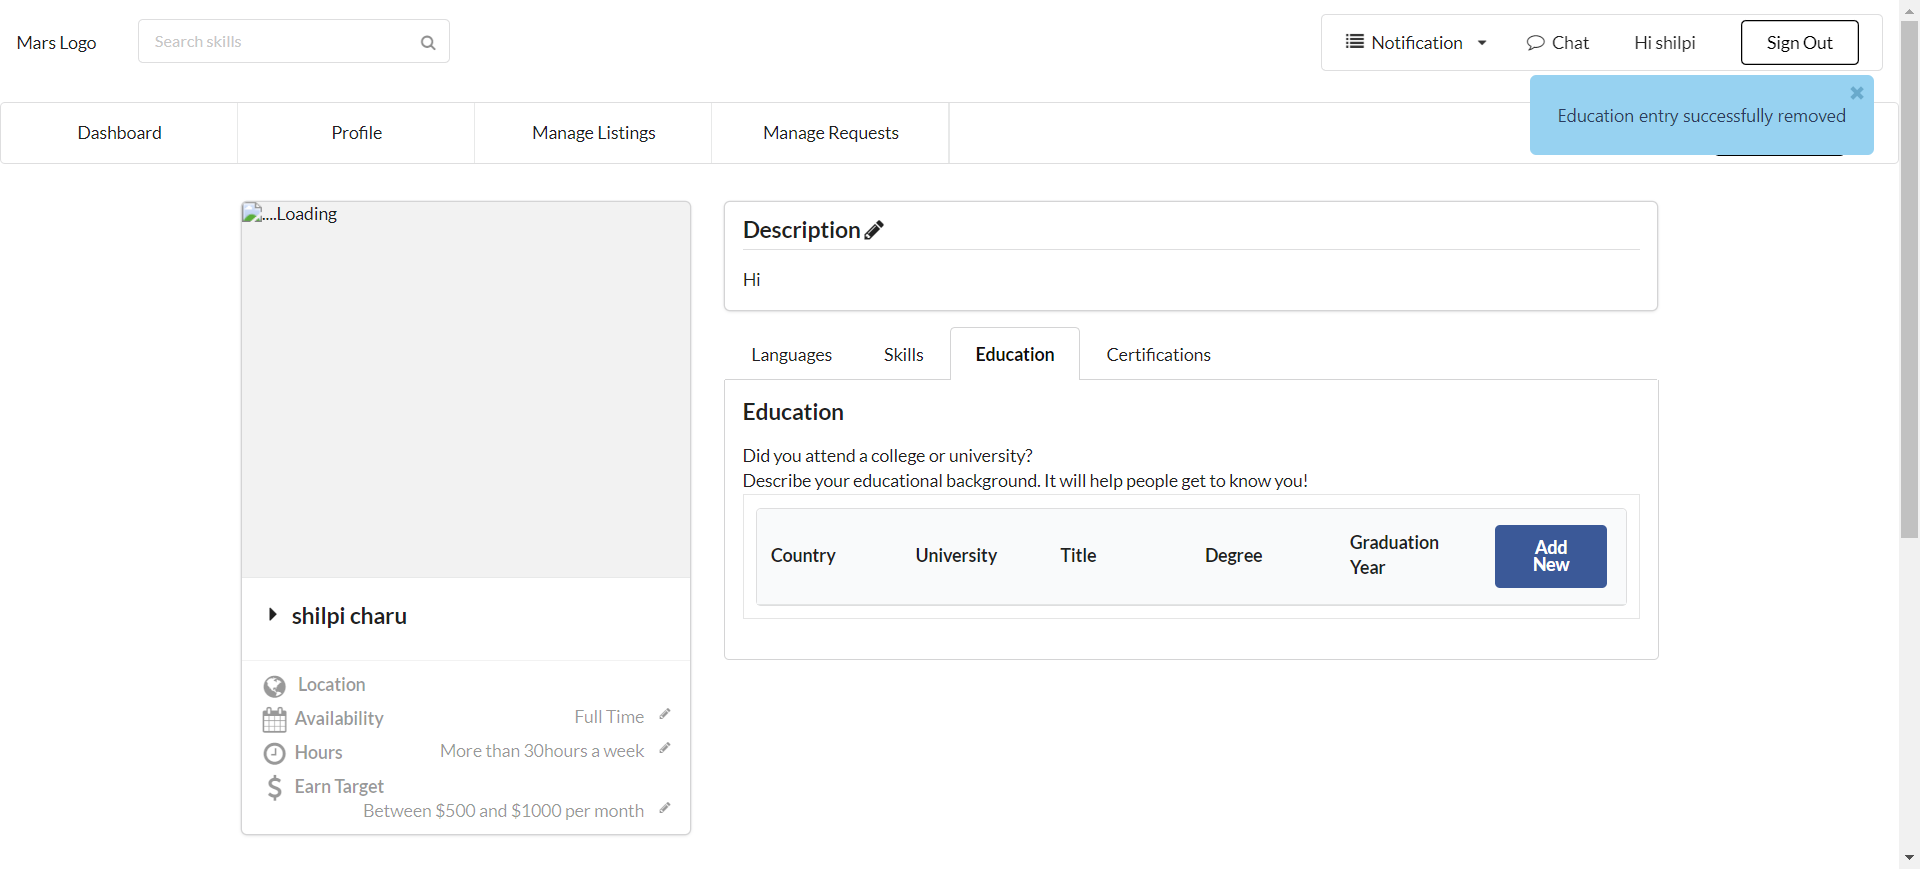 Mars Logo
Search skills
Notification
Chat
Hi shilpi
Sign Out
Education entry successfully removed
Dashboard
Profile
Manage Listings
Manage Requests
....Loading
shilpi charu
Location
Availability
Full Time
Hours
More than 30hours a week
Earn Target
Between $500 and $1000 per month
Description
Hi
Languages
Skills
Education
Certifications
Education
Did you attend a college or university?
Describe your educational background. It will help people get to know you!
Country
University
Title
Degree
Graduation
Year
Add
New